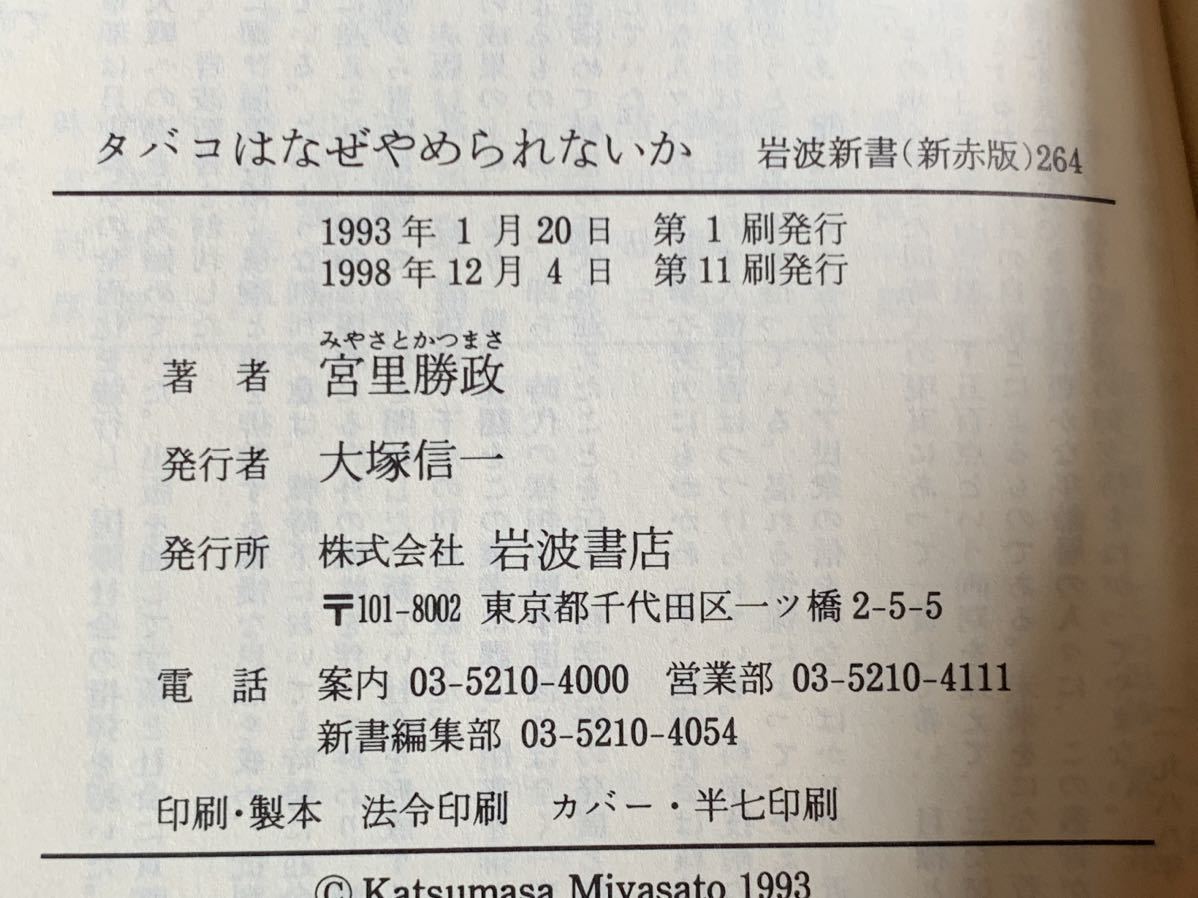 タバコはなぜやめられないか 岩波新書(新赤版)264
1993年1月20日 第1刷発行
1998年12月4日 第11刷発行
みやさとかつまさ
著者 宮里勝政
発行者 大塚信一
発行所 株式会社 岩波書店
〒101-8002 東京都千代田区一ツ橋2-5-5
電話 案内 03-5210-4000 営業部 03-5210-4111
新書編集部 03-5210-4054
印刷・製本 法令印刷 カバー・半七印刷
© Katsumasa Miyasato 1993